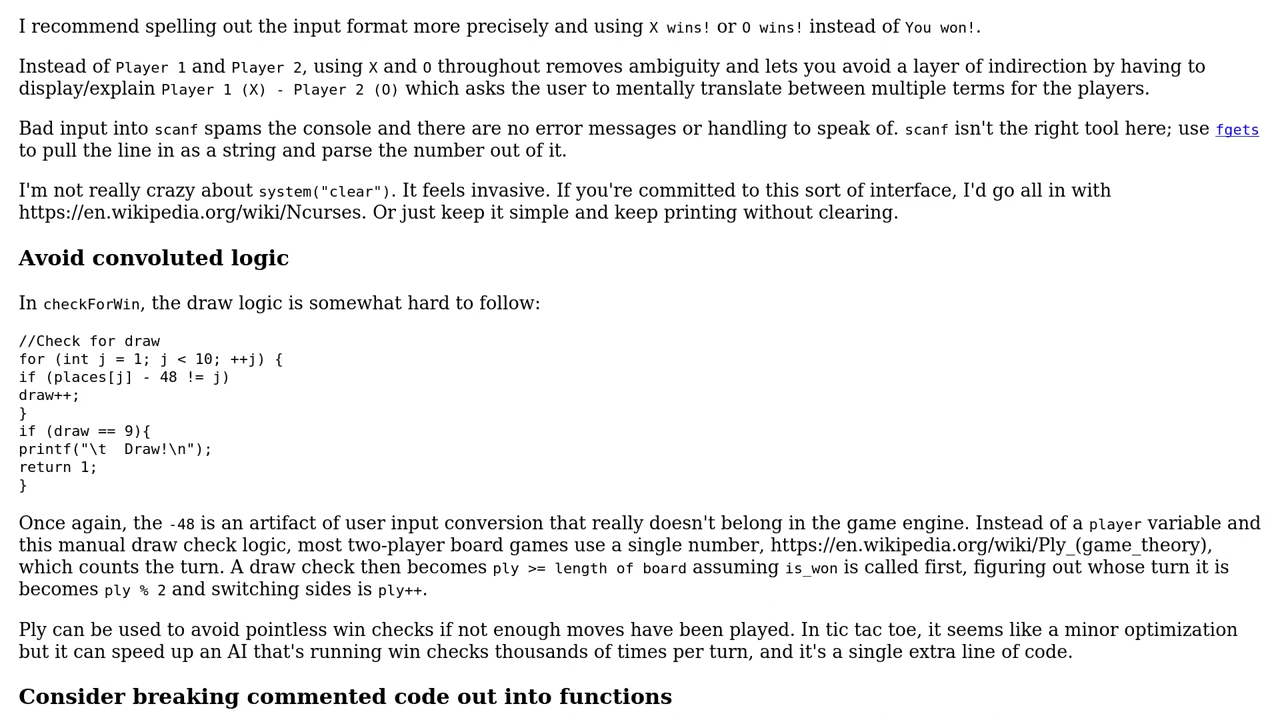 I recommend spelling out the input format more precisely and using X wins! or O wins! instead of You won!.
Instead of Player 1 and Player 2, using X and O throughout removes ambiguity and lets you avoid a layer of indirection by having to
display/explain Player 1 (X) - Player 2 (O) which asks the user to mentally translate between multiple terms for the players.
Bad input into scanf spams the console and there are no error messages or handling to speak of. scanf isn't the right tool here; use fgets
to pull the line in as a string and parse the number out of it.
I'm not really crazy about system("clear"). It feels invasive. If you're committed to this sort of interface, I'd go all in with
https://en.wikipedia.org/wiki/Ncurses. Or just keep it simple and keep printing without clearing.
Avoid convoluted logic
In checkForWin, the draw logic is somewhat hard to follow:
//Check for draw
for (int j = 1; j < 10; ++j) {
if (places[j] - 48 != j)
draw++;
}
if (draw == 9){
printf("\t  Draw!\n");
return 1;
}
Once again, the -48 is an artifact of user input conversion that really doesn't belong in the game engine. Instead of a player variable and
this manual draw check logic, most two-player board games use a single number, https://en.wikipedia.org/wiki/Ply_(game_theory),
which counts the turn. A draw check then becomes ply >= length of board assuming is_won is called first, figuring out whose turn it is
becomes ply % 2 and switching sides is ply++.
Ply can be used to avoid pointless win checks if not enough moves have been played. In tic tac toe, it seems like a minor optimization
but it can speed up an AI that's running win checks thousands of times per turn, and it's a single extra line of code.
Consider breaking commented code out into functions